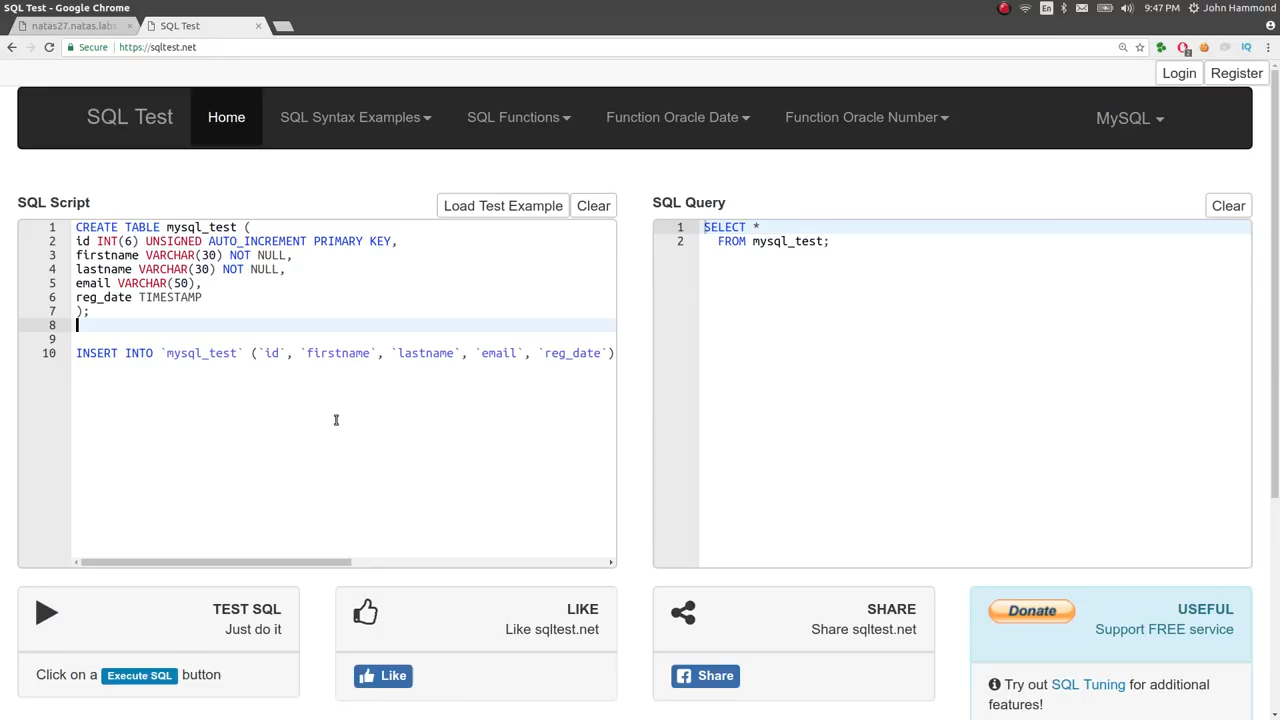 SQL Test - Google Chrome
En
9:47 PM
John Hammond
natas27.natas.labs
SQL Test
Secure
https://sqltest.net
IQ
Login
Register
SQL Test
Home
SQL Syntax Examples
SQL Functions
Function Oracle Date
Function Oracle Number
MySQL
SQL Script
Load Test Example
Clear
SQL Query
Clear
1 CREATE TABLE mysql_test (
2 id INT(6) UNSIGNED AUTO_INCREMENT PRIMARY KEY,
3 firstname VARCHAR(30) NOT NULL,
4 lastname VARCHAR(30) NOT NULL,
5 email VARCHAR(50),
6 reg_date TIMESTAMP
7 );
8
9
10 INSERT INTO `mysql_test` (`id`, `firstname`, `lastname`, `email`, `reg_date`)
1 SELECT *
2 FROM mysql_test;
TEST SQL
Just do it
Click on a Execute SQL button
LIKE
Like sqltest.net
Like
SHARE
Share sqltest.net
Share
Donate
USEFUL
Support FREE service
Try out SQL Tuning for additional
features!